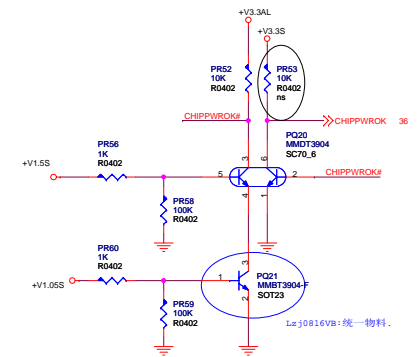 +V3.3AL
+V3.3S
PR52
10K
R0402
PR53
10K
R0402
ns
CHIPPWROK#
CHIPPWROK 36
PQ20
MMDT3904
SC70_6
3
6
PR56
1K
R0402
+V1.5S
5
2
CHIPPWROK#
4
1
PR58
100K
R0402
PR60
1K
R0402
+V1.05S
3
1
PQ21
MMBT3904-F
SOT23
2
PR59
100K
R0402
Lzj0816VB:统一物料.